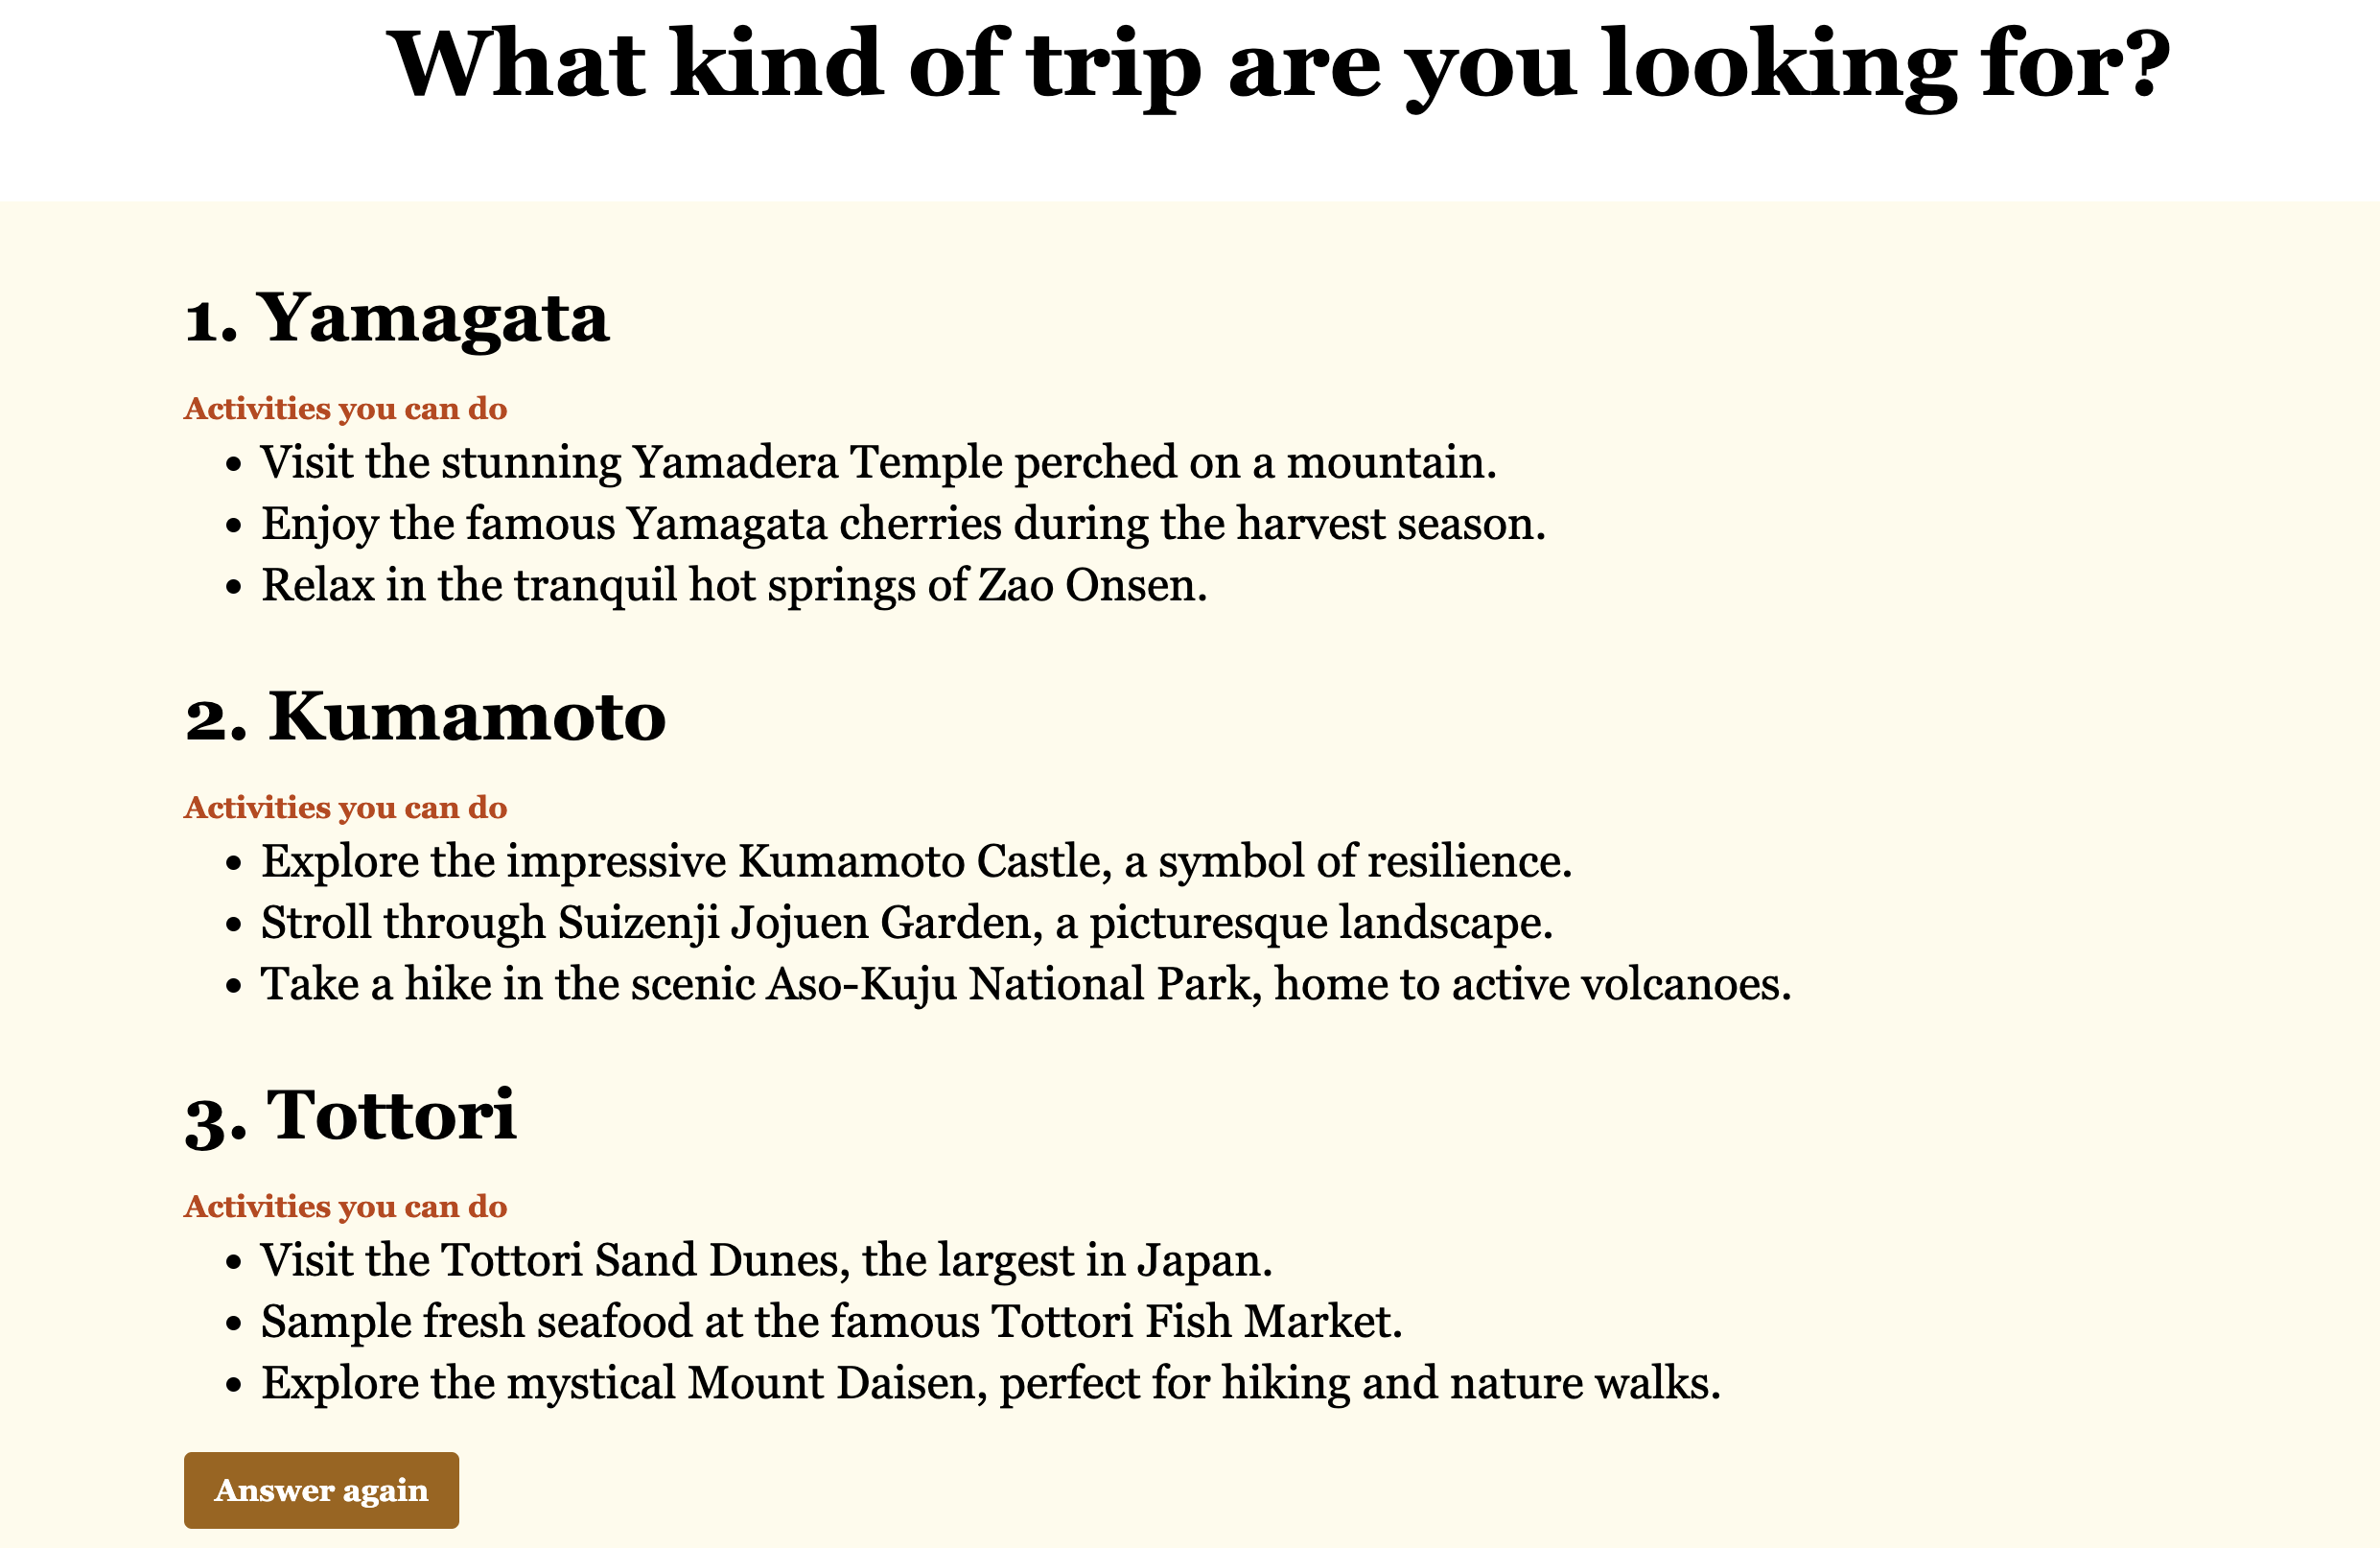 What kind of trip are you looking for?
1. Yamagata
Activities you can do
• Visit the stunning Yamadera Temple perched on a mountain.
• Enjoy the famous Yamagata cherries during the harvest season.
• Relax in the tranquil hot springs of Zao Onsen.
2. Kumamoto
Activities you can do
• Explore the impressive Kumamoto Castle, a symbol of resilience.
• Stroll through Suizenji Jojuen Garden, a picturesque landscape.
• Take a hike in the scenic Aso-Kuju National Park, home to active volcanoes.
3. Tottori
Activities you can do
• Visit the Tottori Sand Dunes, the largest in Japan.
• Sample fresh seafood at the famous Tottori Fish Market.
• Explore the mystical Mount Daisen, perfect for hiking and nature walks.
Answer again